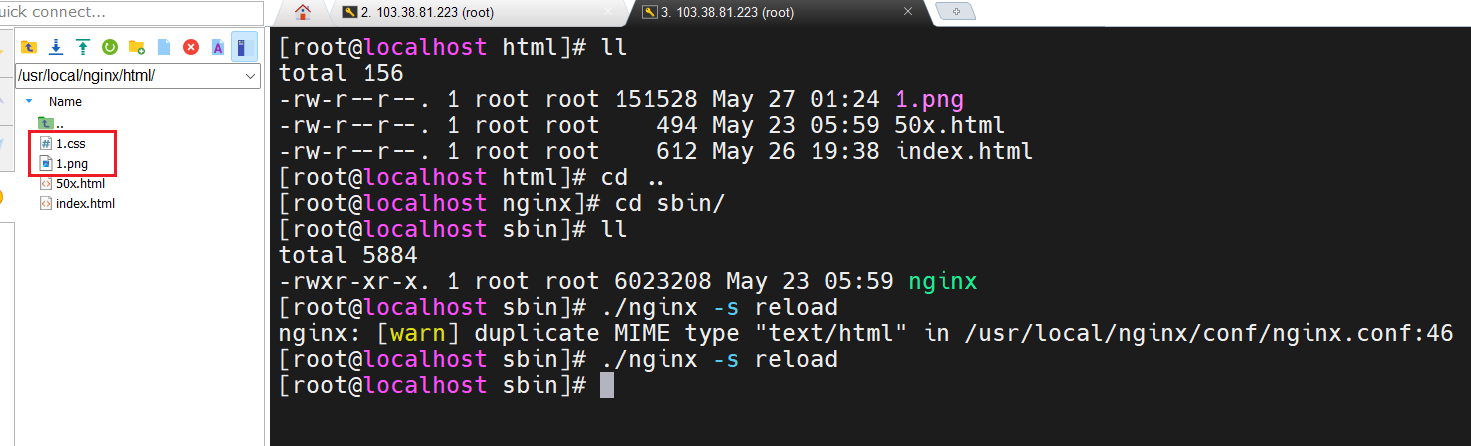 quick connect...
2. 103.38.81.223 (root)
3. 103.38.81.223 (root)
/usr/local/nginx/html/
Name
..
1.css
1.png
50x.html
index.html
[root@localhost html]# ll
total 156
-rw-r--r--. 1 root root 151528 May 27 01:24 1.png
-rw-r--r--. 1 root root    494 May 23 05:59 50x.html
-rw-r--r--. 1 root root    612 May 26 19:38 index.html
[root@localhost html]# cd ..
[root@localhost nginx]# cd sbin/
[root@localhost sbin]# ll
total 5884
-rwxr-xr-x. 1 root root 6023208 May 23 05:59 nginx
[root@localhost sbin]# ./nginx -s reload
nginx: [warn] duplicate MIME type "text/html" in /usr/local/nginx/conf/nginx.conf:46
[root@localhost sbin]# ./nginx -s reload
[root@localhost sbin]#